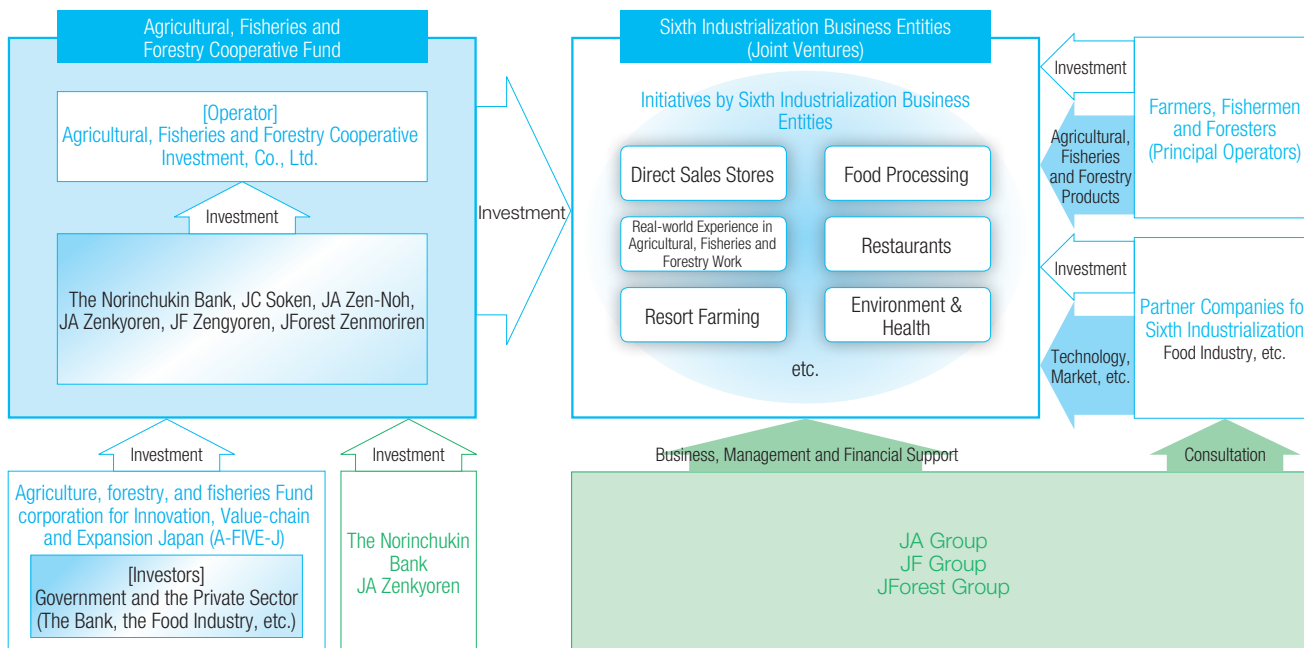 Agricultural, Fisheries and
Forestry Cooperative Fund
[Operator]
Agricultural, Fisheries and Forestry Cooperative
Investment, Co., Ltd.
Investment
The Norinchukin Bank, JC Soken, JA Zen-Noh,
JA Zenkyoren, JF Zengyoren, JForest Zenmoriren
Investment
Sixth Industrialization Business Entities
(Joint Ventures)
Initiatives by Sixth Industrialization Business
Entities
Direct Sales Stores
Food Processing
Real-world Experience in
Agricultural, Fisheries and
Forestry Work
Restaurants
Resort Farming
Environment &
Health
etc.
Investment
Agricultural,
Fisheries
and Forestry
Products
Farmers, Fishermen
and Foresters
(Principal Operators)
Investment
Technology,
Market, etc.
Partner Companies fo
Sixth Industrialization
Food Industry, etc.
Investment
Agriculture, forestry, and fisheries Fund
corporation for Innovation, Value-chain
and Expansion Japan (A-FIVE-J)
[Investors]
Government and the Private Sector
(The Bank, the Food Industry, etc.)
Investment
The Norinchukin
Bank
JA Zenkyoren
Business, Management and Financial Support
Consultation
JA Group
JF Group
JForest Group